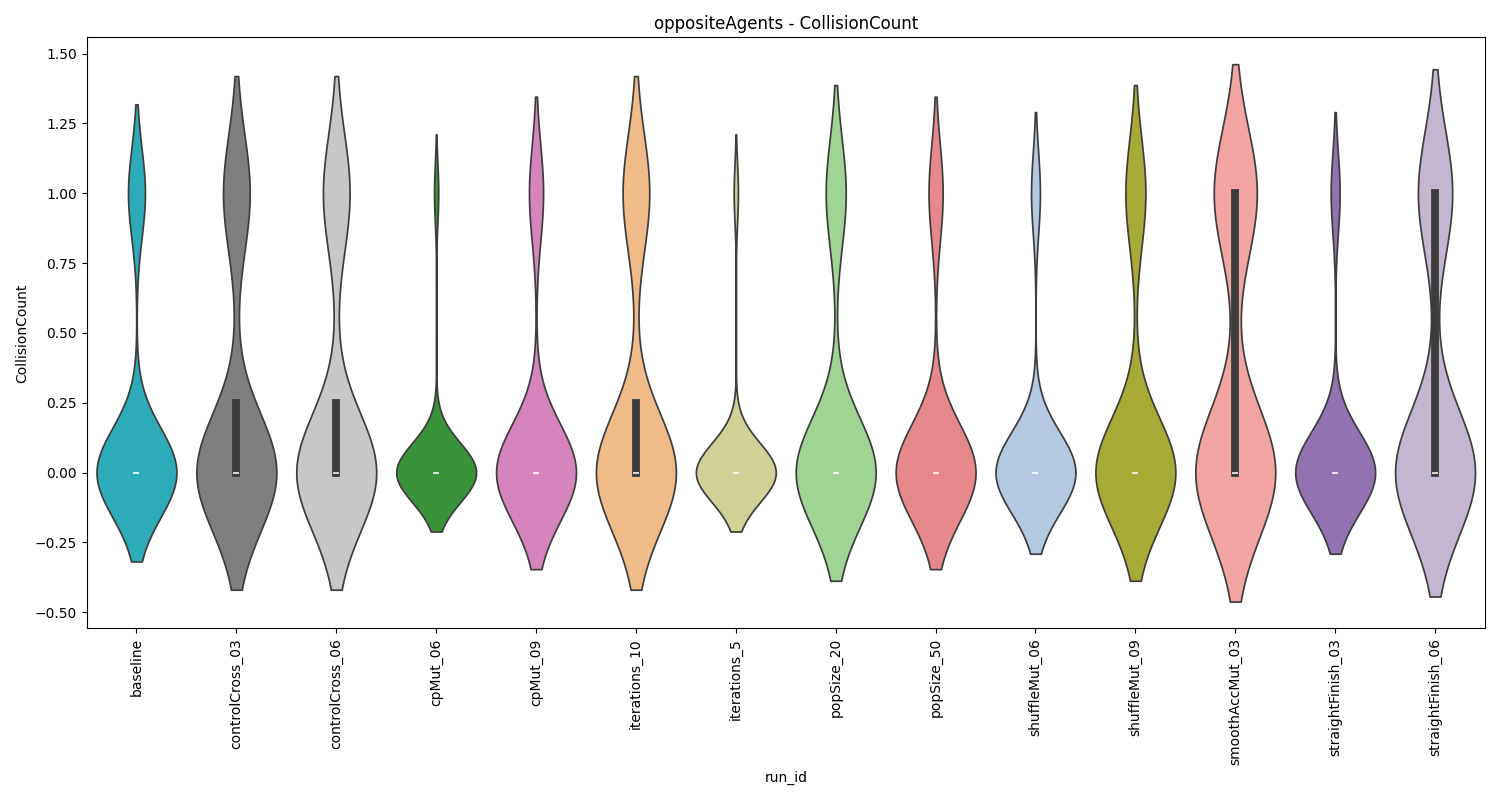 oppositeAgents - CollisionCount
1.50
1.25
1.00
0.75
0.50
0.25
0.00
−0.25
−0.50
CollisionCount
baseline
controlCross_03
controlCross_06
cpMut_06
cpMut_09
iterations_10
iterations_5
popSize_20
popSize_50
shuffleMut_06
shuffleMut_09
smoothAccMut_03
straightFinish_03
straightFinish_06
run_id